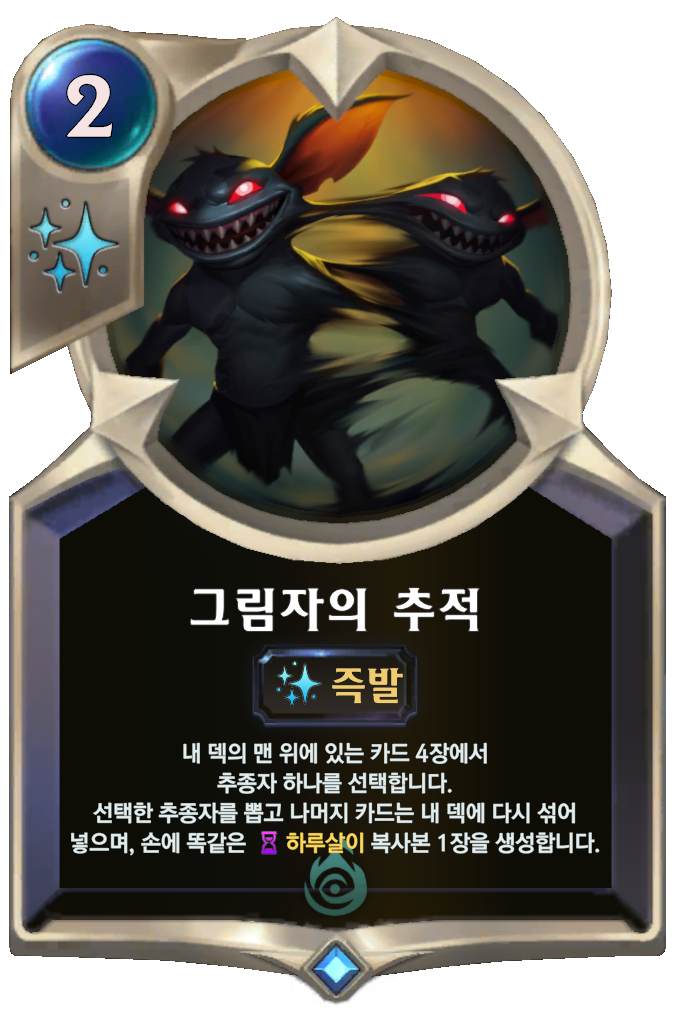 2
그림자의 추적
즉발
내 덱의 맨 위에 있는 카드 4장에서
추종자 하나를 선택합니다.
선택한 추종자를 뽑고 나머지 카드는 내 덱에 다시 섞어
넣으며, 손에 똑같은 하루살이 복사본 1장을 생성합니다.